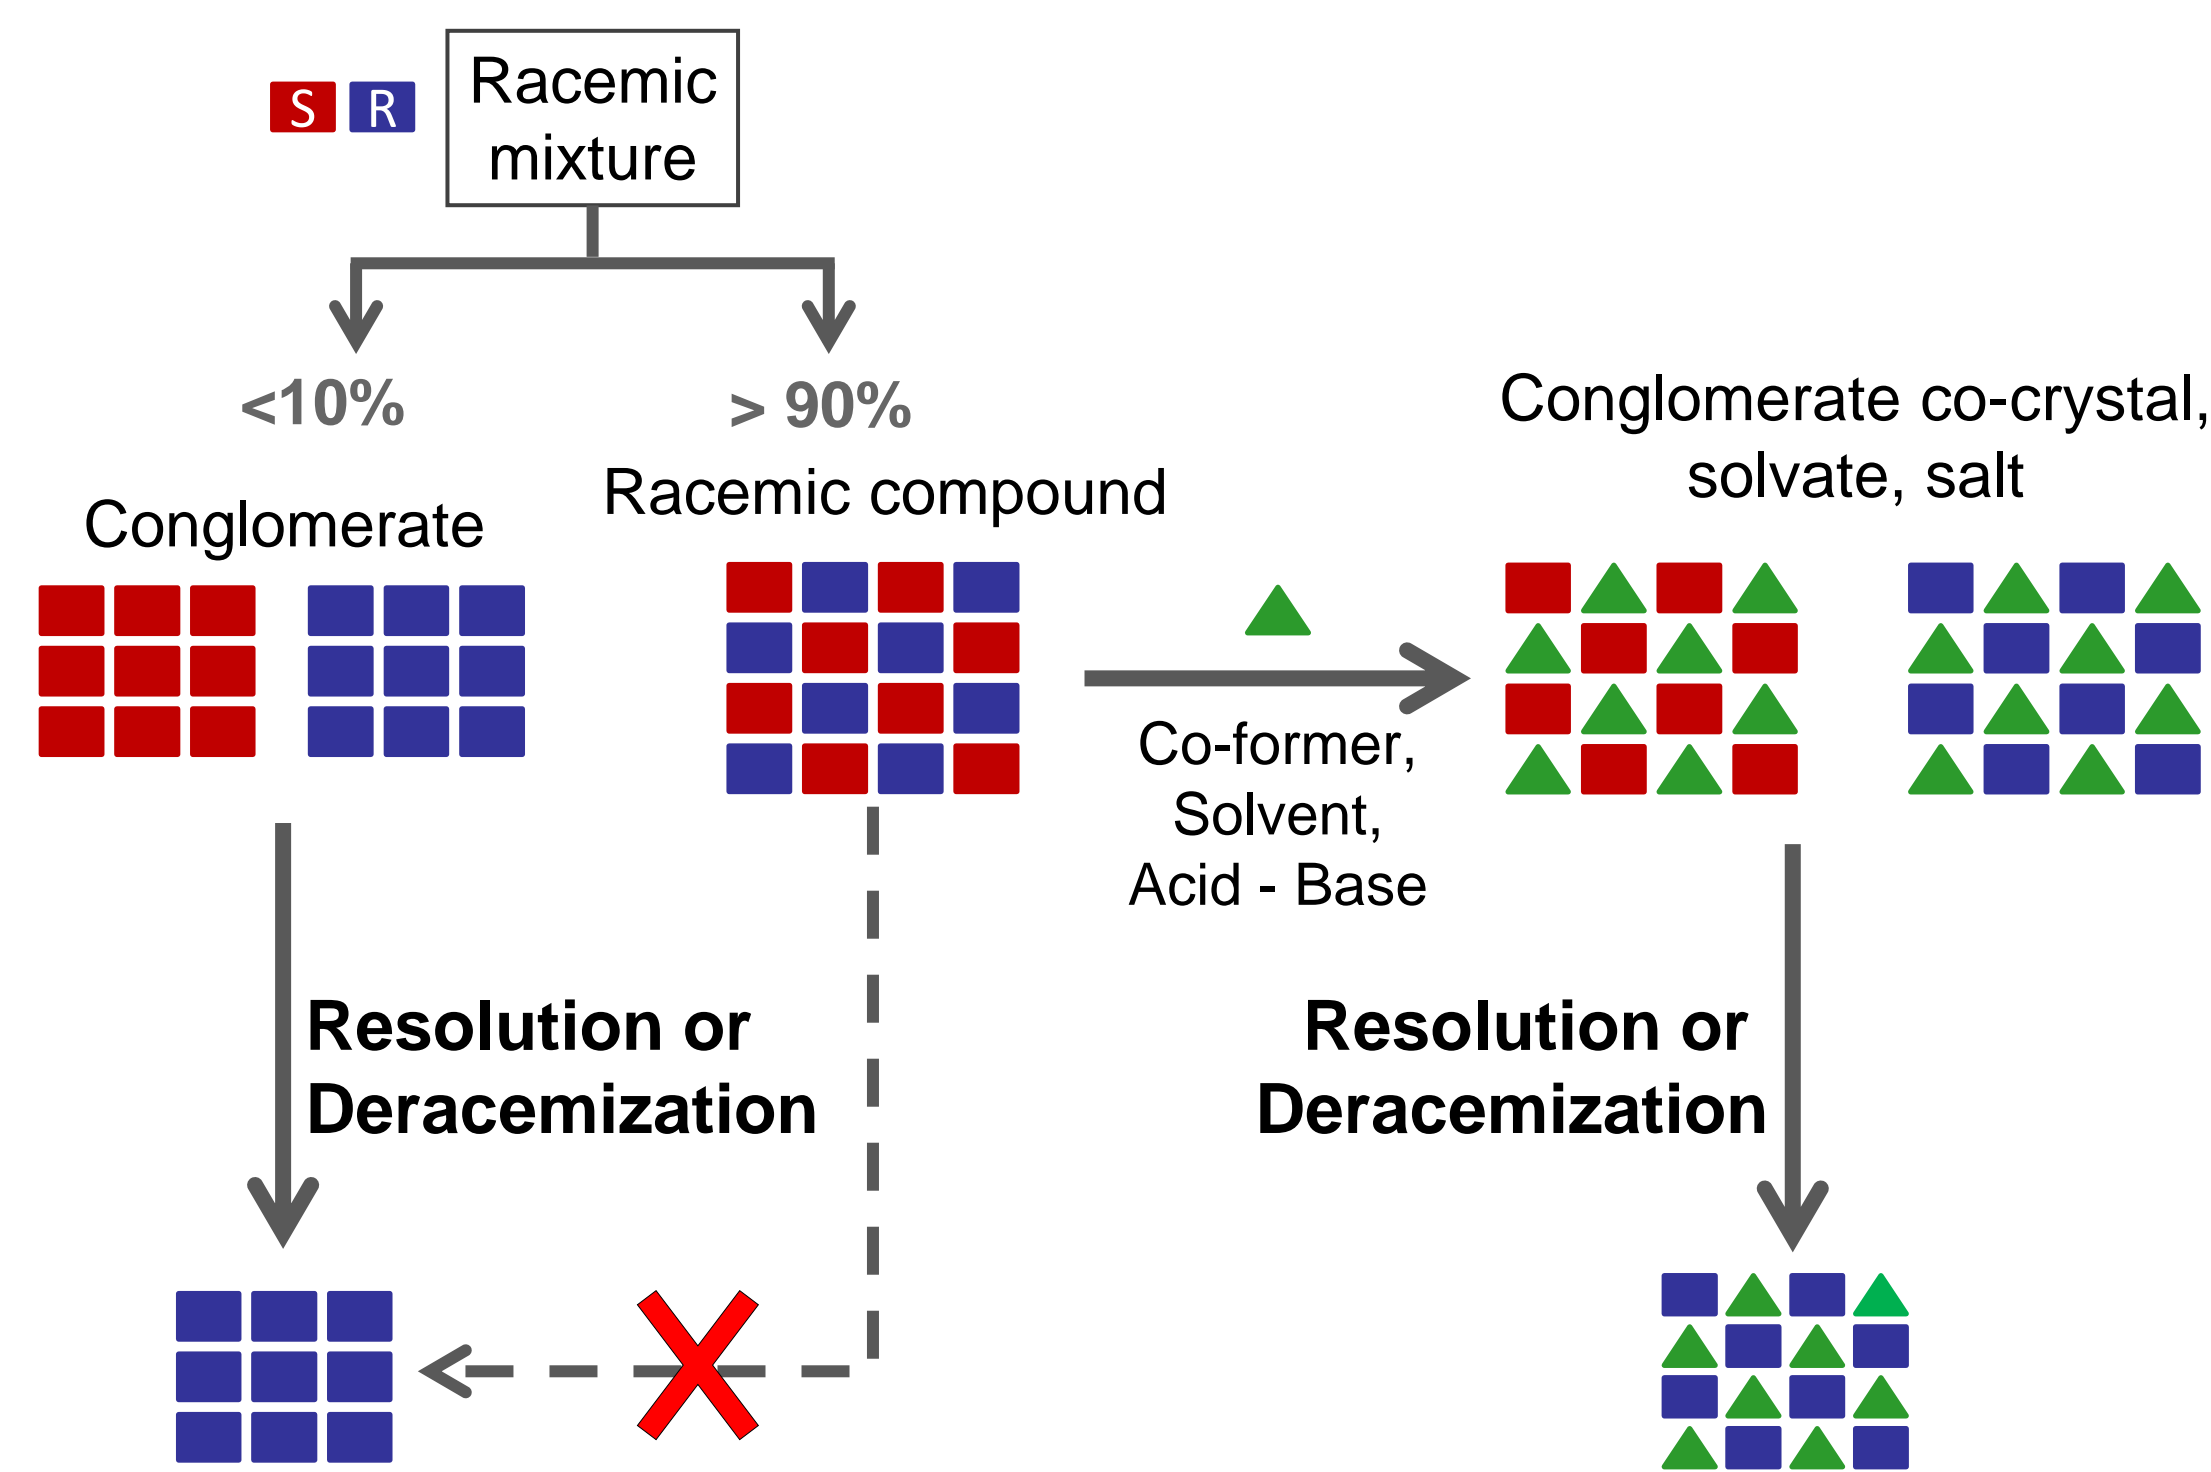 S R
Racemic
mixture
<10%
> 90%
Conglomerate
Racemic compound
Conglomerate co-crystal,
solvate, salt
Co-former,
Solvent,
Acid - Base
Resolution or
Deracemization
Resolution or
Deracemization